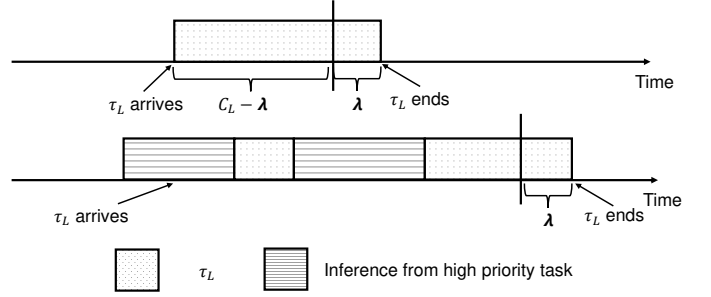 Time
τ_L arrives
C_L − λ
λ
τ_L ends
Time
τ_L arrives
λ
τ_L ends
τ_L
Inference from high priority task